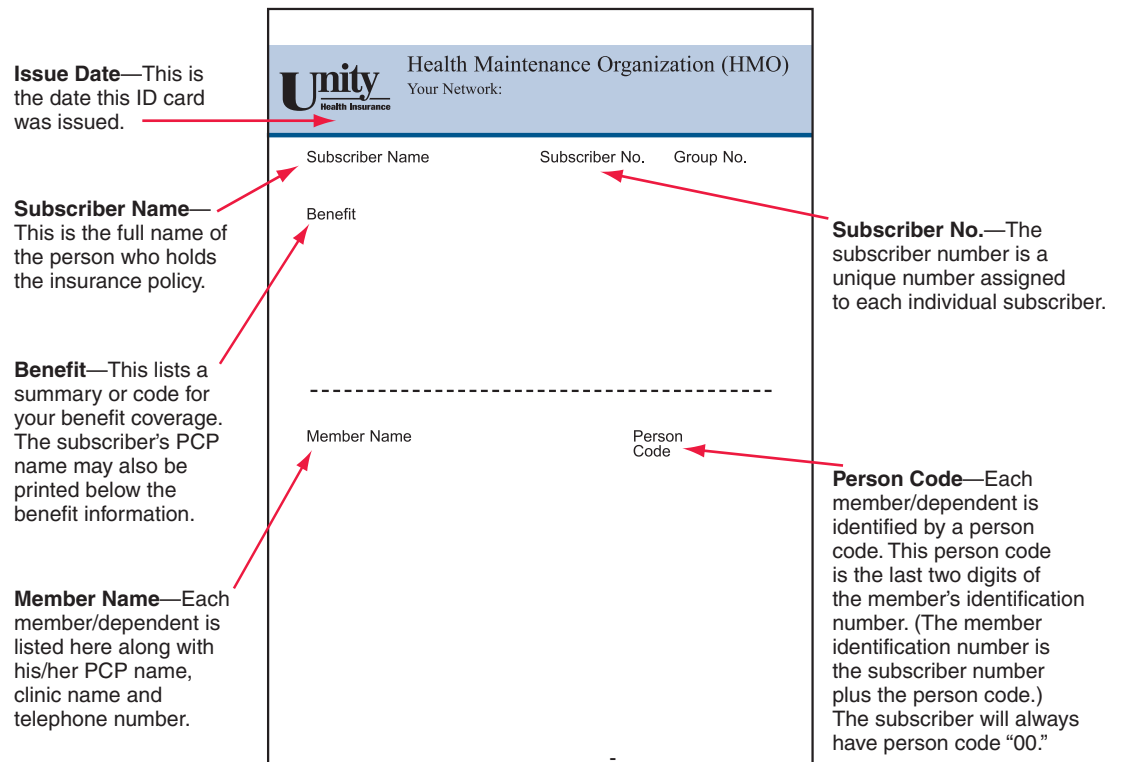 Issue Date—This is
the date this ID card
was issued.
Subscriber Name—
This is the full name of
the person who holds
the insurance policy.
Benefit—This lists a
summary or code for
your benefit coverage.
The subscriber’s PCP
name may also be
printed below the
benefit information.
Member Name—Each
member/dependent is
listed here along with
his/her PCP name,
clinic name and
telephone number.
Unity
Health Insurance
Health Maintenance Organization (HMO)
Your Network:
Subscriber Name Subscriber No. Group No.
Benefit
Member Name Person
Code
Subscriber No.—The
subscriber number is a
unique number assigned
to each individual subscriber.
Person Code—Each
member/dependent is
identified by a person
code. This person code
is the last two digits of
the member’s identification
number. (The member
identification number is
the subscriber number
plus the person code.)
The subscriber will always
have person code “00.”